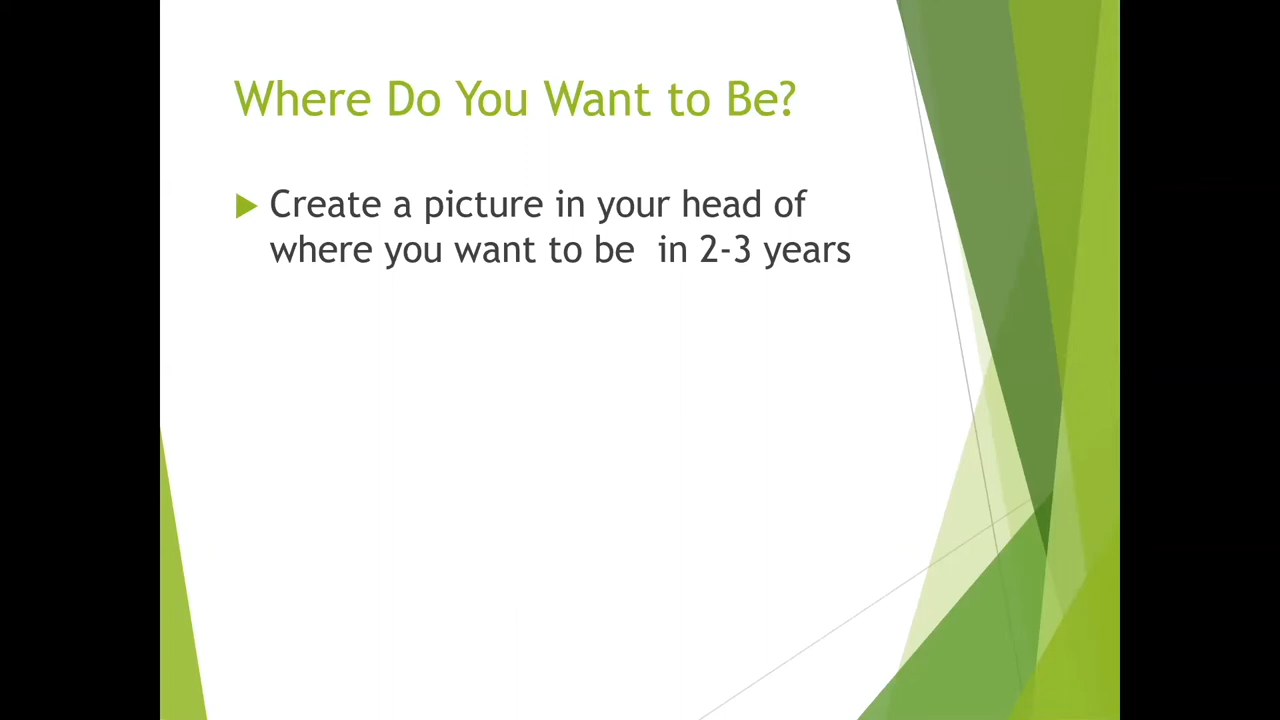 Where Do You Want to Be?
Create a picture in your head of
where you want to be  in 2-3 years